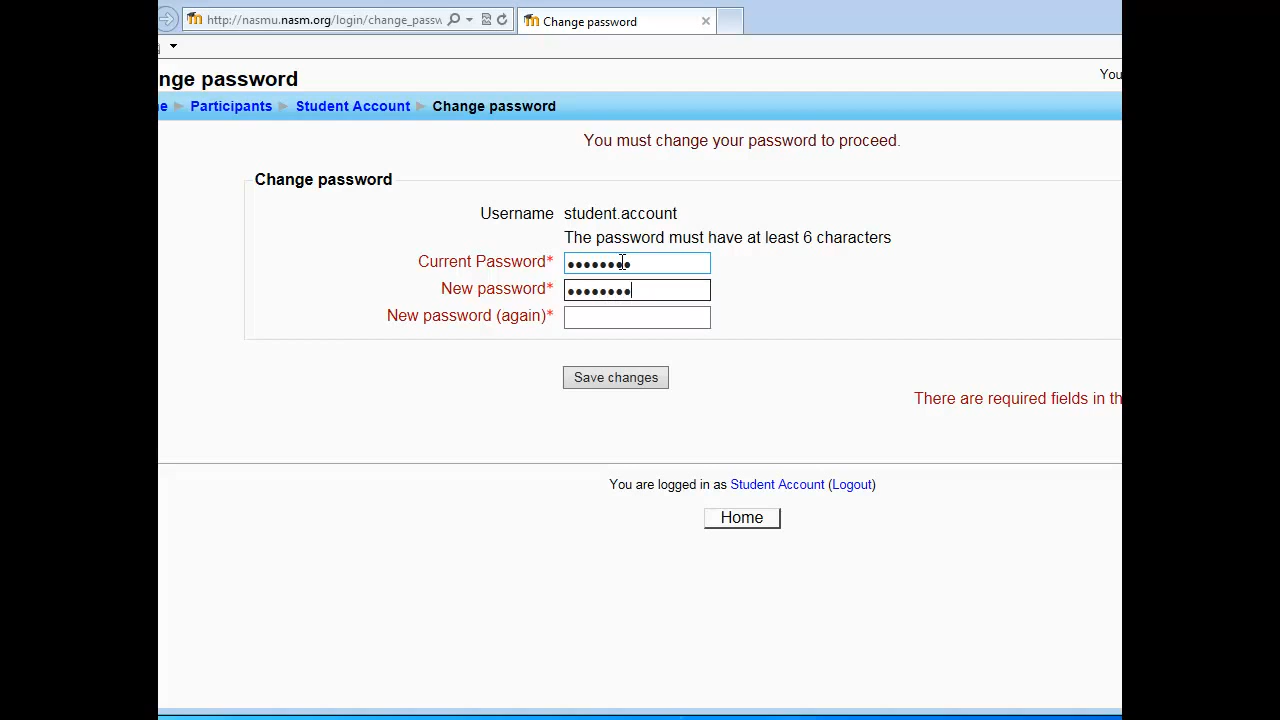 http://nasmu.nasm.org/login/change_passw
Change password
nge password
You
e Participants Student Account Change password
You must change your password to proceed.
Change password
Username student.account
The password must have at least 6 characters
Current Password* ●●●●●●●●
New password* ●●●●●●●●
New password (again)*
Save changes
There are required fields in th
You are logged in as Student Account (Logout)
Home